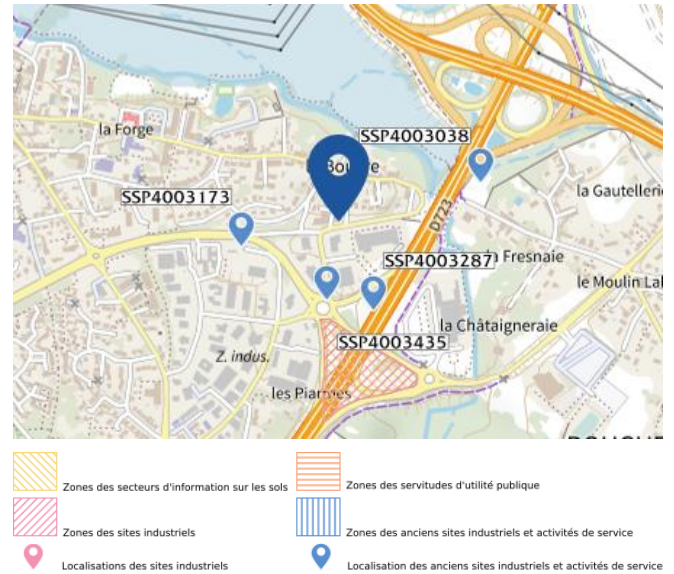 la Forge
SSP4003038
SSP4003173
la Gautellerie
D723
SSP4003287
la Fresnaie
le Moulin
la Châtaigneraie
Z. indus.
SSP4003435
les Plantes
Zones des secteurs d'information sur les sols
Zones des servitudes d'utilité publique
Zones des sites industriels
Zones des anciens sites industriels et activités de service
Localisations des sites industriels
Localisation des anciens sites industriels et activités de service